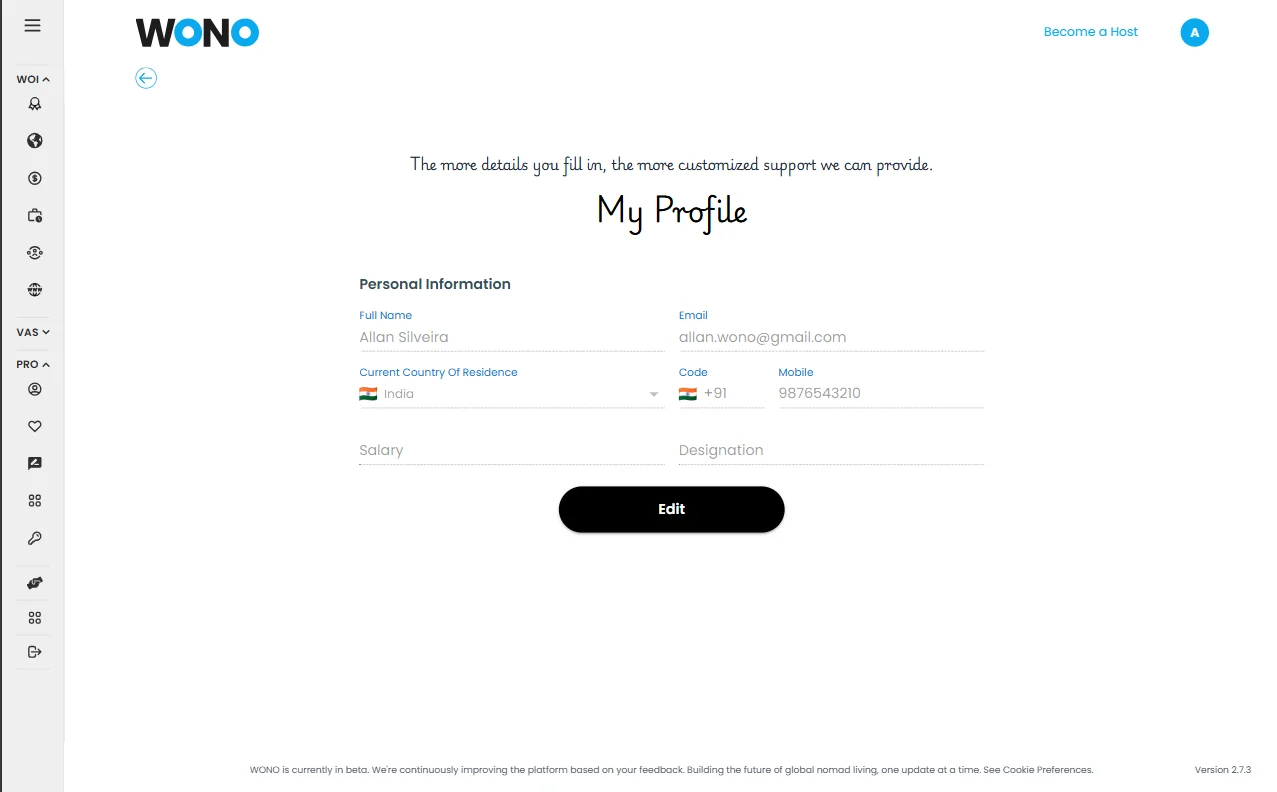 WONO
Become a Host
A
WOI
VAS
PRO
The more details you fill in, the more customized support we can provide.
My Profile
Personal Information
Full Name
Email
Allan Silveira
allan.wono@gmail.com
Current Country Of Residence
Code
Mobile
India
+91
9876543210
Salary
Designation
Edit
WONO is currently in beta. We're continuously improving the platform based on your feedback. Building the future of global nomad living, one update at a time. See Cookie Preferences.
Version 2.7.3